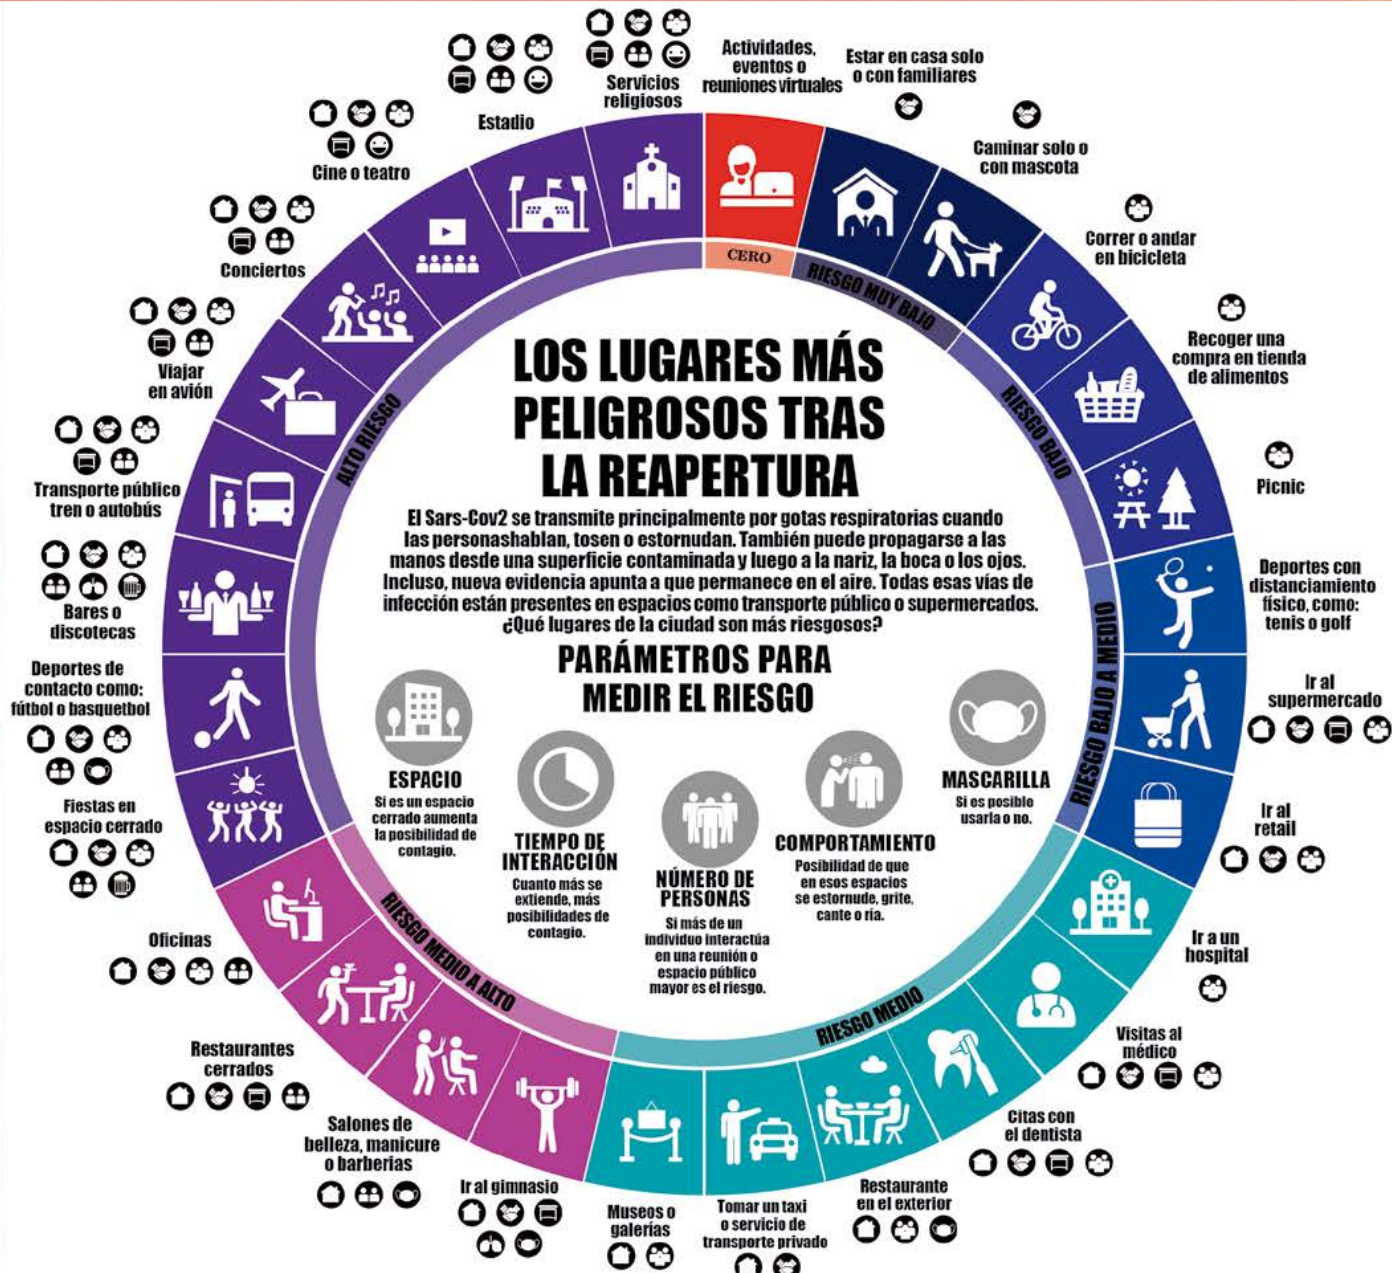 LOS LUGARES MÁS
PELIGROSOS TRAS
LA REAPERTURA
El Sars-Cov2 se transmite principalmente por gotas respiratorias cuando
las personashablan, tosen o estornudan. También puede propagarse a las
manos desde una superficie contaminada y luego a la nariz, la boca o los ojos.
Incluso, nueva evidencia apunta a que permanece en el aire. Todas esas vías de
infección están presentes en espacios como transporte público o supermercados.
¿Qué lugares de la ciudad son más riesgosos?
PARÁMETROS PARA
MEDIR EL RIESGO
ESPACIO
Si es un espacio
cerrado aumenta
la posibilidad de
contagio.
TIEMPO DE
INTERACCIÓN
Cuanto más se
extiende, más
posibilidades de
contagio.
NÚMERO DE
PERSONAS
Si más de un
individuo interactúa
en una reunión o
espacio público
mayor es el riesgo.
COMPORTAMIENTO
Posibilidad de que
en esos espacios
se estornude, grite,
cante o ría.
MASCARILLA
Si es posible
usarla o no.
CERO
Actividades,
eventos o
reuniones virtuales
RIESGO MUY BAJO
Estar en casa solo
o con familiares
Caminar solo o
con mascota
RIESGO BAJO
Correr o andar
en bicicleta
Recoger una
compra en tienda
de alimentos
Picnic
RIESGO BAJO A MEDIO
Deportes con
distanciamiento
físico, como:
tenis o golf
Ir al
supermercado
Ir al
retail
RIESGO MEDIO
Ir a un
hospital
Visitas al
médico
Citas con
el dentista
Restaurante
en el exterior
Tomar un taxi
o servicio de
transporte privado
Museos o
galerías
RIESGO MEDIO A ALTO
Ir al gimnasio
Salones de
belleza, manicure
o barberias
Restaurantes
cerrados
Oficinas
ALTO RIESGO
Fiestas en
espacio cerrado
Deportes de
contacto como:
fútbol o basquetbol
Bares o
discotecas
Transporte público
tren o autobús
Viajar
en avión
Conciertos
Cine o teatro
Estadio
Servicios
religiosos